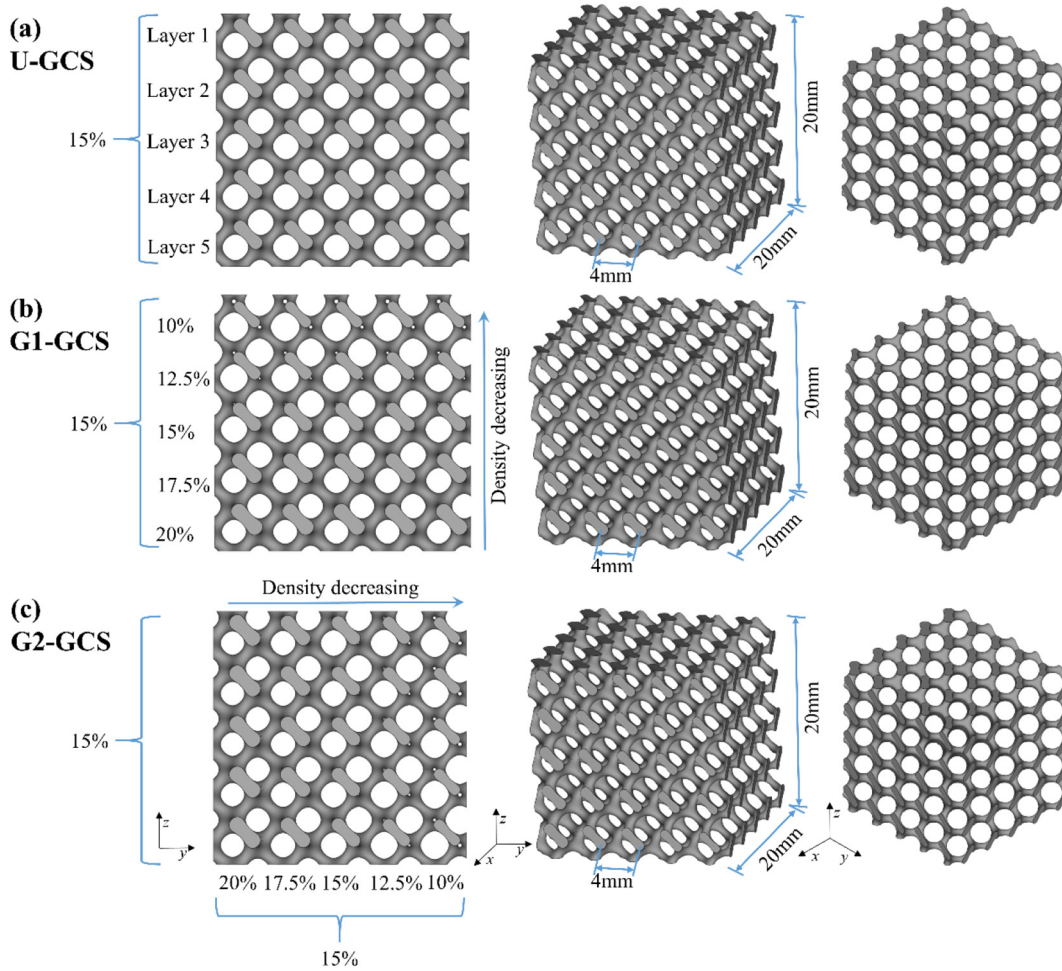 (a)
U-GCS
15%
Layer 1
Layer 2
Layer 3
Layer 4
Layer 5
20mm
20mm
4mm
(b)
G1-GCS
15%
10%
12.5%
15%
17.5%
20%
Density decreasing
20mm
20mm
4mm
(c)
G2-GCS
Density decreasing
15%
z
y
20% 17.5% 15% 12.5% 10%
15%
z
y
x
20mm
20mm
4mm
z
x
y